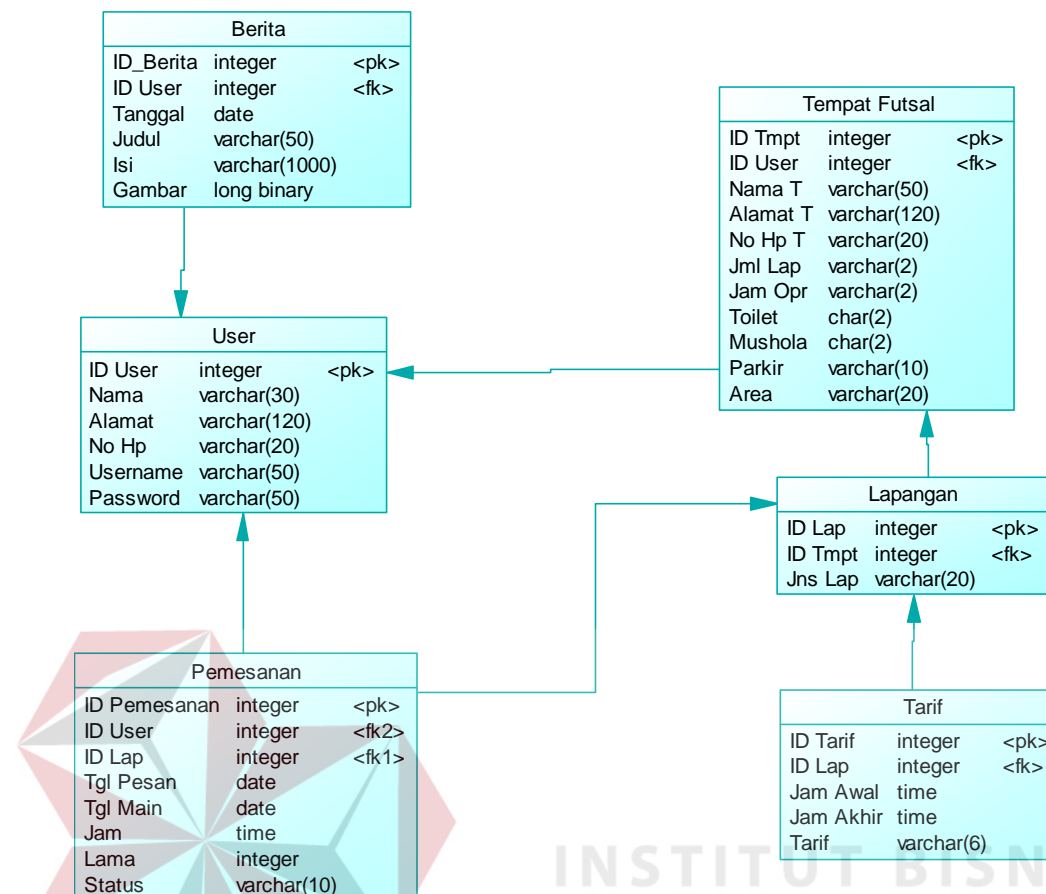 Berita
ID_Berita integer <pk>
ID User integer <fk>
Tanggal date
Judul varchar(50)
Isi varchar(1000)
Gambar long binary
Tempat Futsal
ID Tmpt integer <pk>
ID User integer <fk>
Nama T varchar(50)
Alamat T varchar(120)
No Hp T varchar(20)
Jml Lap varchar(2)
Jam Opr varchar(2)
Toilet char(2)
Mushola char(2)
Parkir varchar(10)
Area varchar(20)
User
ID User integer <pk>
Nama varchar(30)
Alamat varchar(120)
No Hp varchar(20)
Username varchar(50)
Password varchar(50)
Lapangan
ID Lap integer <pk>
ID Tmpt integer <fk>
Jns Lap varchar(20)
Pemesanan
ID Pemesanan integer <pk>
ID User integer <fk2>
ID Lap integer <fk1>
Tgl Pesan date
Tgl Main date
Jam time
Lama integer
Status varchar(10)
Tarif
ID Tarif integer <pk>
ID Lap integer <fk>
Jam Awal time
Jam Akhir time
Tarif varchar(6)
INSTITUT BISN